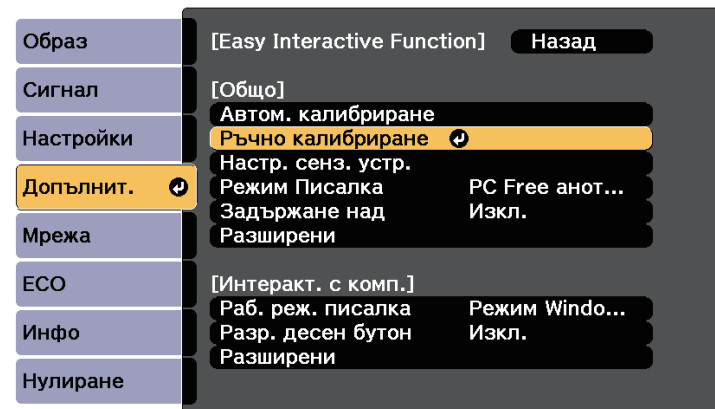 Образ
Сигнал
Настройки
Допълнит.
Мрежа
ECO
Инфо
Нулиране
[Easy Interactive Function] Назад
[Общо]
Автом. калибриране
Ръчно калибриране
Настр. сенз. устр.
Режим Писалка PC Free анот...
Задържане над Изкл.
Разширени
[Интеракт. с комп.]
Раб. реж. писалка Режим Windo...
Разр. десен бутон Изкл.
Разширени